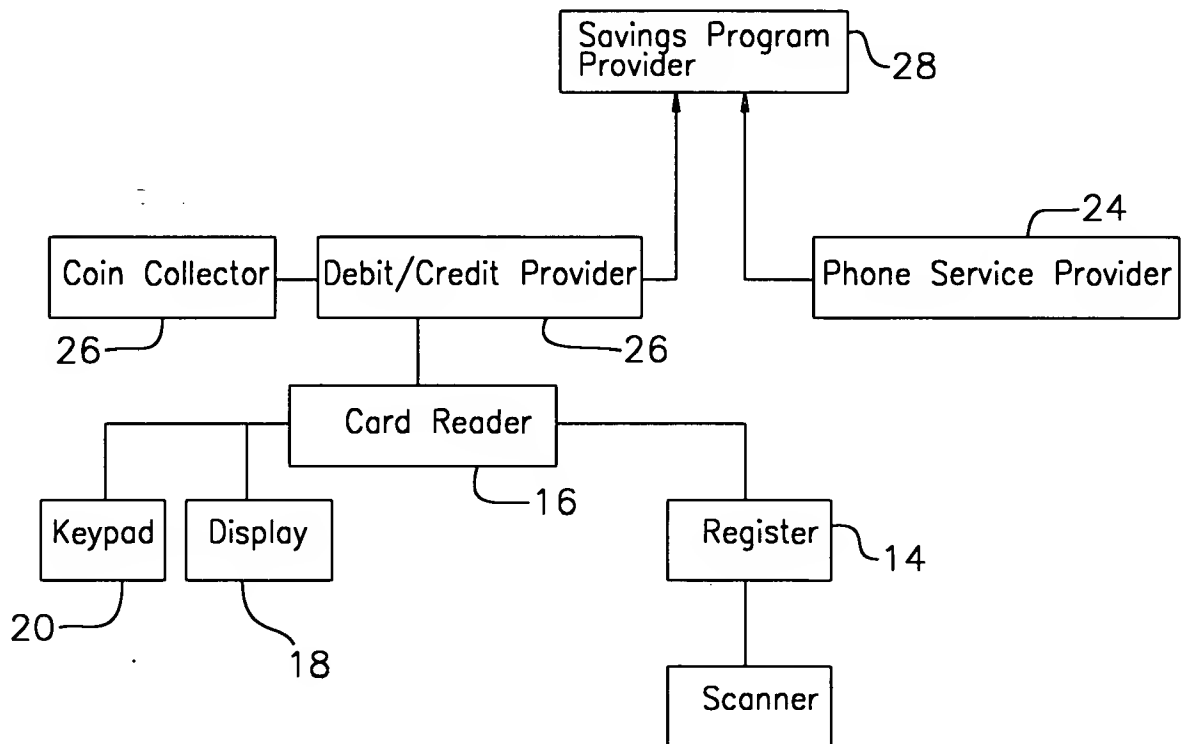 Savings Program
Provider
28
24
Coin Collector
Debit/Credit Provider
Phone Service Provider
26
26
Card Reader
16
Keypad
Display
Register
14
20
18
Scanner